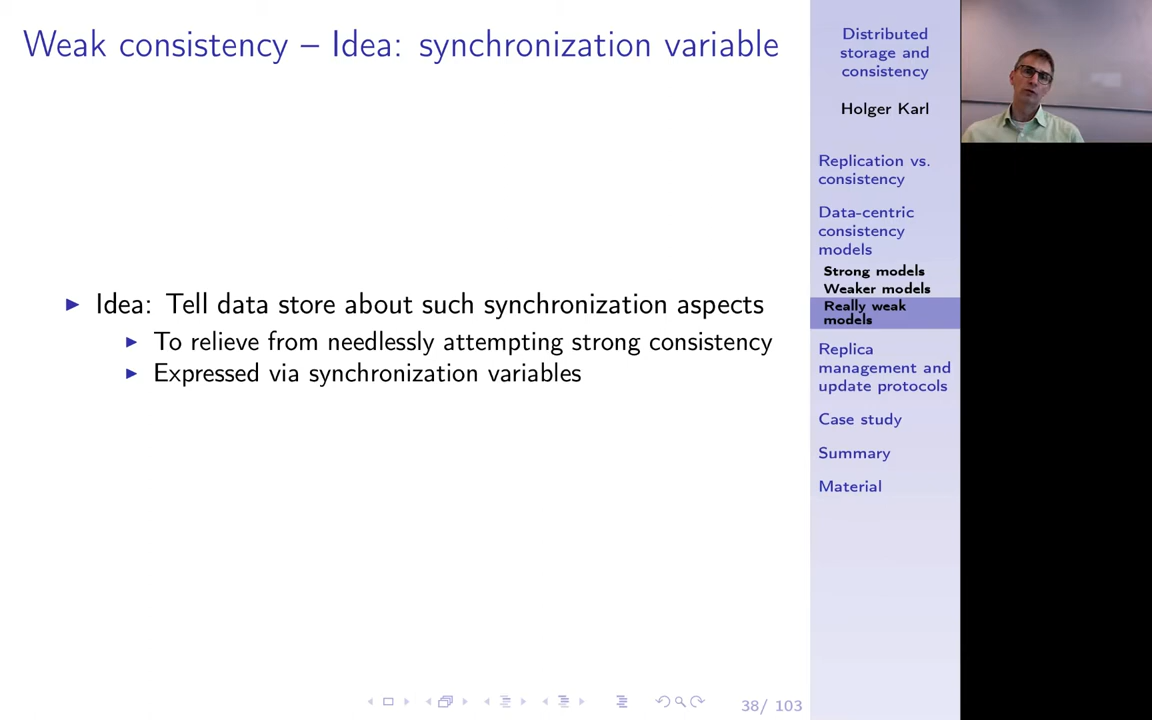 Weak consistency – Idea: synchronization variable
Idea: Tell data store about such synchronization aspects
To relieve from needlessly attempting strong consistency
Expressed via synchronization variables
38/ 103
Distributed
storage and
consistency
Holger Karl
Replication vs.
consistency
Data-centric
consistency
models
Strong models
Weaker models
Really weak
models
Replica
management and
update protocols
Case study
Summary
Material